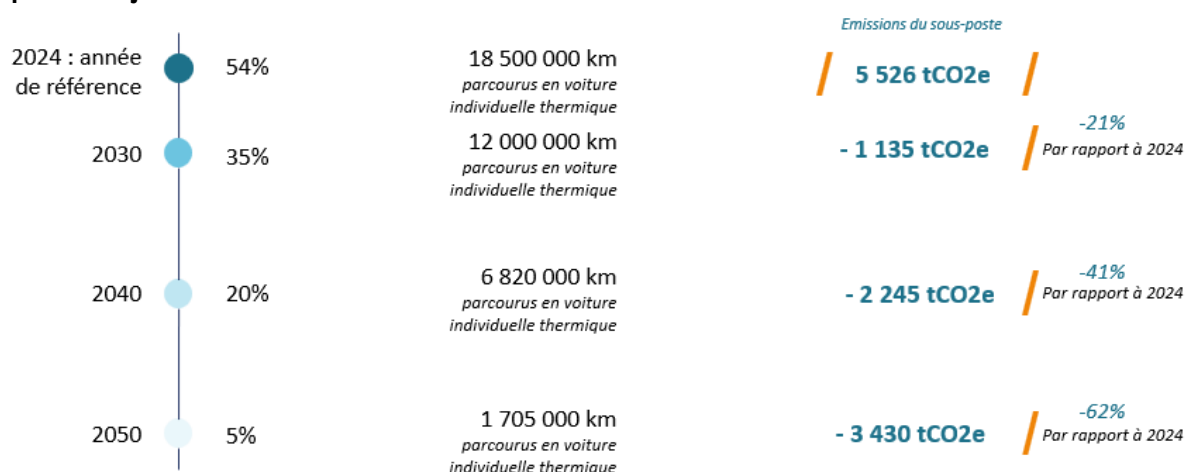 Emissions du sous-poste
2024 : année
de référence
54%
18 500 000 km
parcourus en voiture
individuelle thermique
5 526 tCO2e
2030
35%
12 000 000 km
parcourus en voiture
individuelle thermique
- 1 135 tCO2e
-21%
Par rapport à 2024
2040
20%
6 820 000 km
parcourus en voiture
individuelle thermique
- 2 245 tCO2e
-41%
Par rapport à 2024
2050
5%
1 705 000 km
parcourus en voiture
individuelle thermique
- 3 430 tCO2e
-62%
Par rapport à 2024